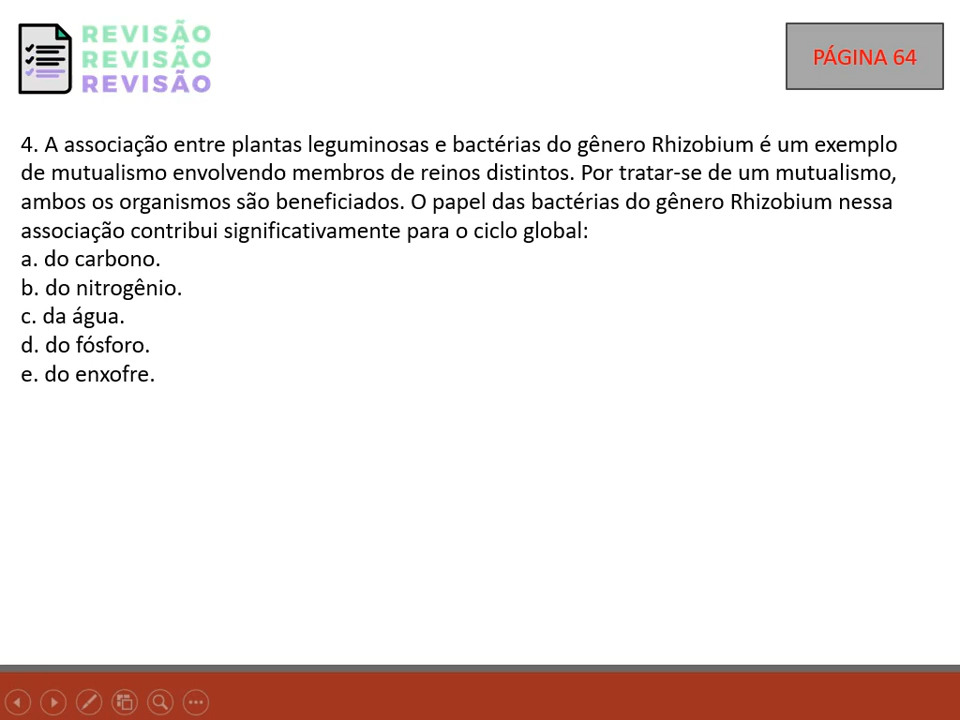 REVISÃO
REVISÃO
REVISÃO
PÁGINA 64
4. A associação entre plantas leguminosas e bactérias do gênero Rhizobium é um exemplo
de mutualismo envolvendo membros de reinos distintos. Por tratar-se de um mutualismo,
ambos os organismos são beneficiados. O papel das bactérias do gênero Rhizobium nessa
associação contribui significativamente para o ciclo global:
a. do carbono.
b. do nitrogênio.
c. da água.
d. do fósforo.
e. do enxofre.